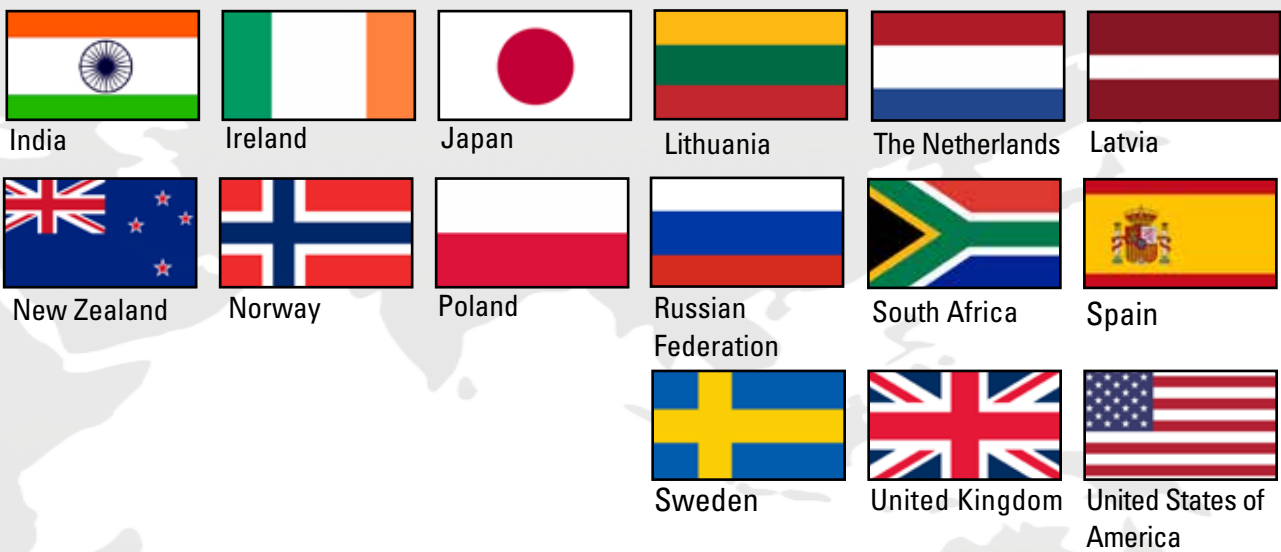 India
Ireland
Japan
Lithuania
The Netherlands
Latvia
New Zealand
Norway
Poland
Russian
Federation
South Africa
Spain
Sweden
United Kingdom
United States of
America